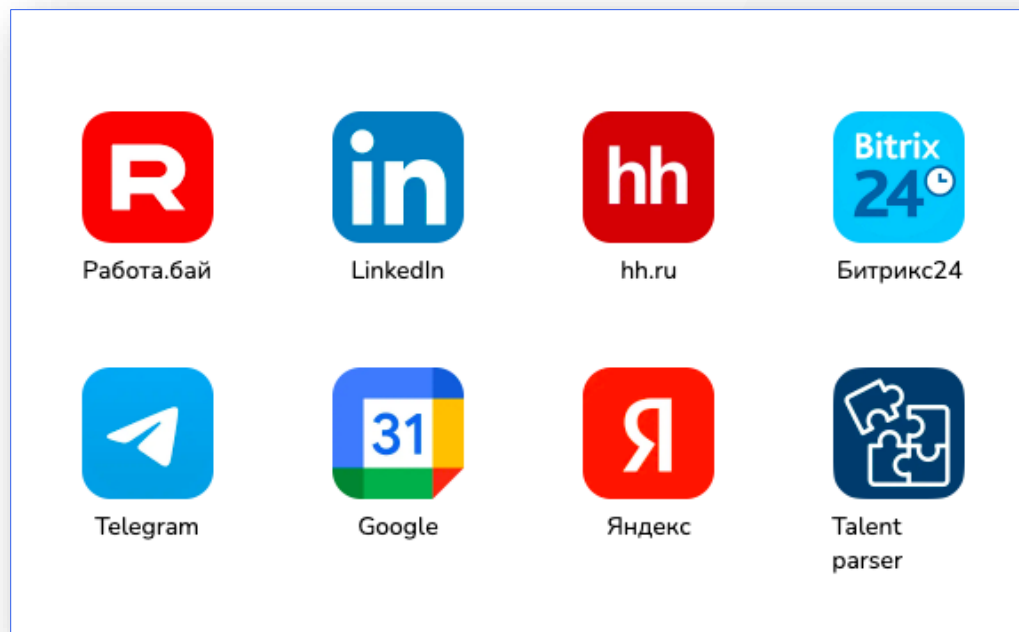 R
in
hh
Bitrix
24
Работа.бай
LinkedIn
hh.ru
Битрикс24
31
Я
Telegram
Google
Яндекс
Talent
parser